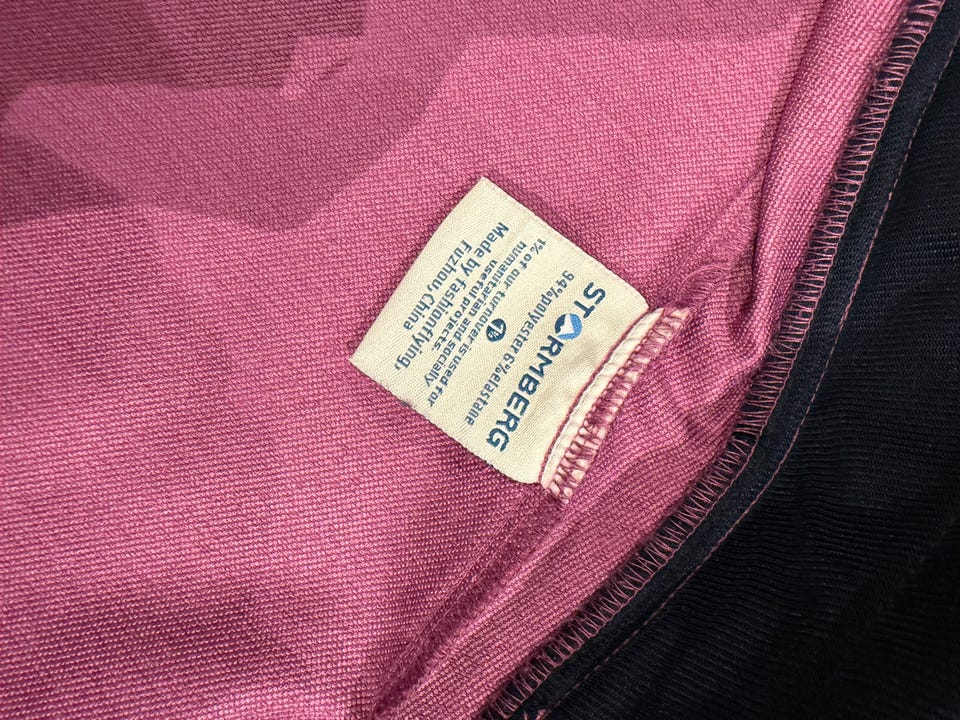 STORMBERG
94%polyester 6%elastane
1%
1% of our turnover is used for
humanitarian and socially
useful projects.
Made by fashionflying,
Fuzhou, China